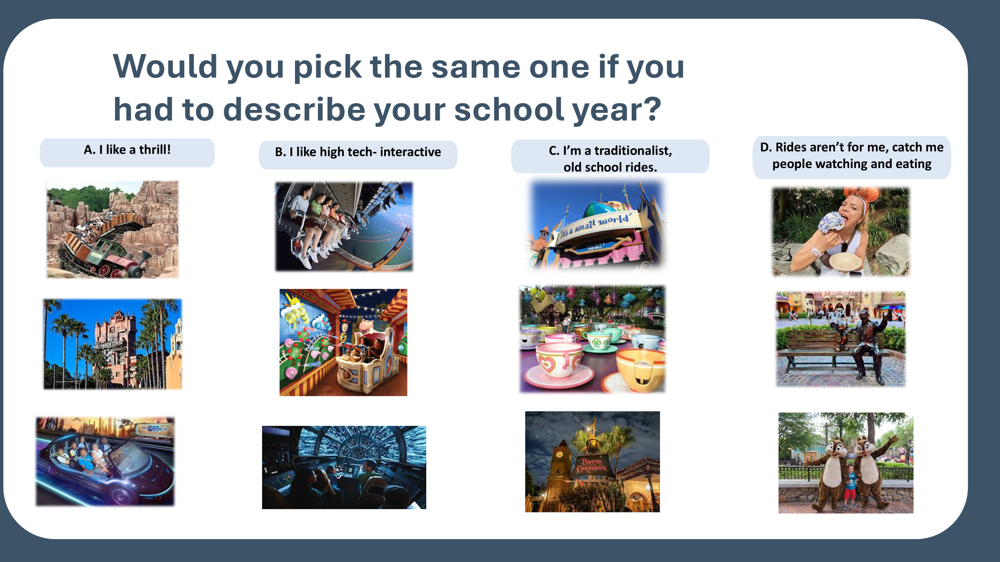 Would you pick the same one if you
had to describe your school year?
A. I like a thrill!
B. I like high tech- interactive
C. I’m a traditionalist,
old school rides.
D. Rides aren’t for me, catch me
people watching and eating
it's a small world
HOLLYWOOD TOWER
TEST TRACK
PIRATES
CARIBBEAN